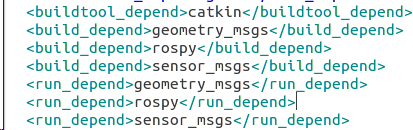 <buildtool_depend>catkin</buildtool_depend>
<build_depend>geometry_msgs</build_depend>
<build_depend>rospy</build_depend>
<build_depend>sensor_msgs</build_depend>
<run_depend>geometry_msgs</run_depend>
<run_depend>rospy</run_depend>
<run_depend>sensor_msgs</run_depend>